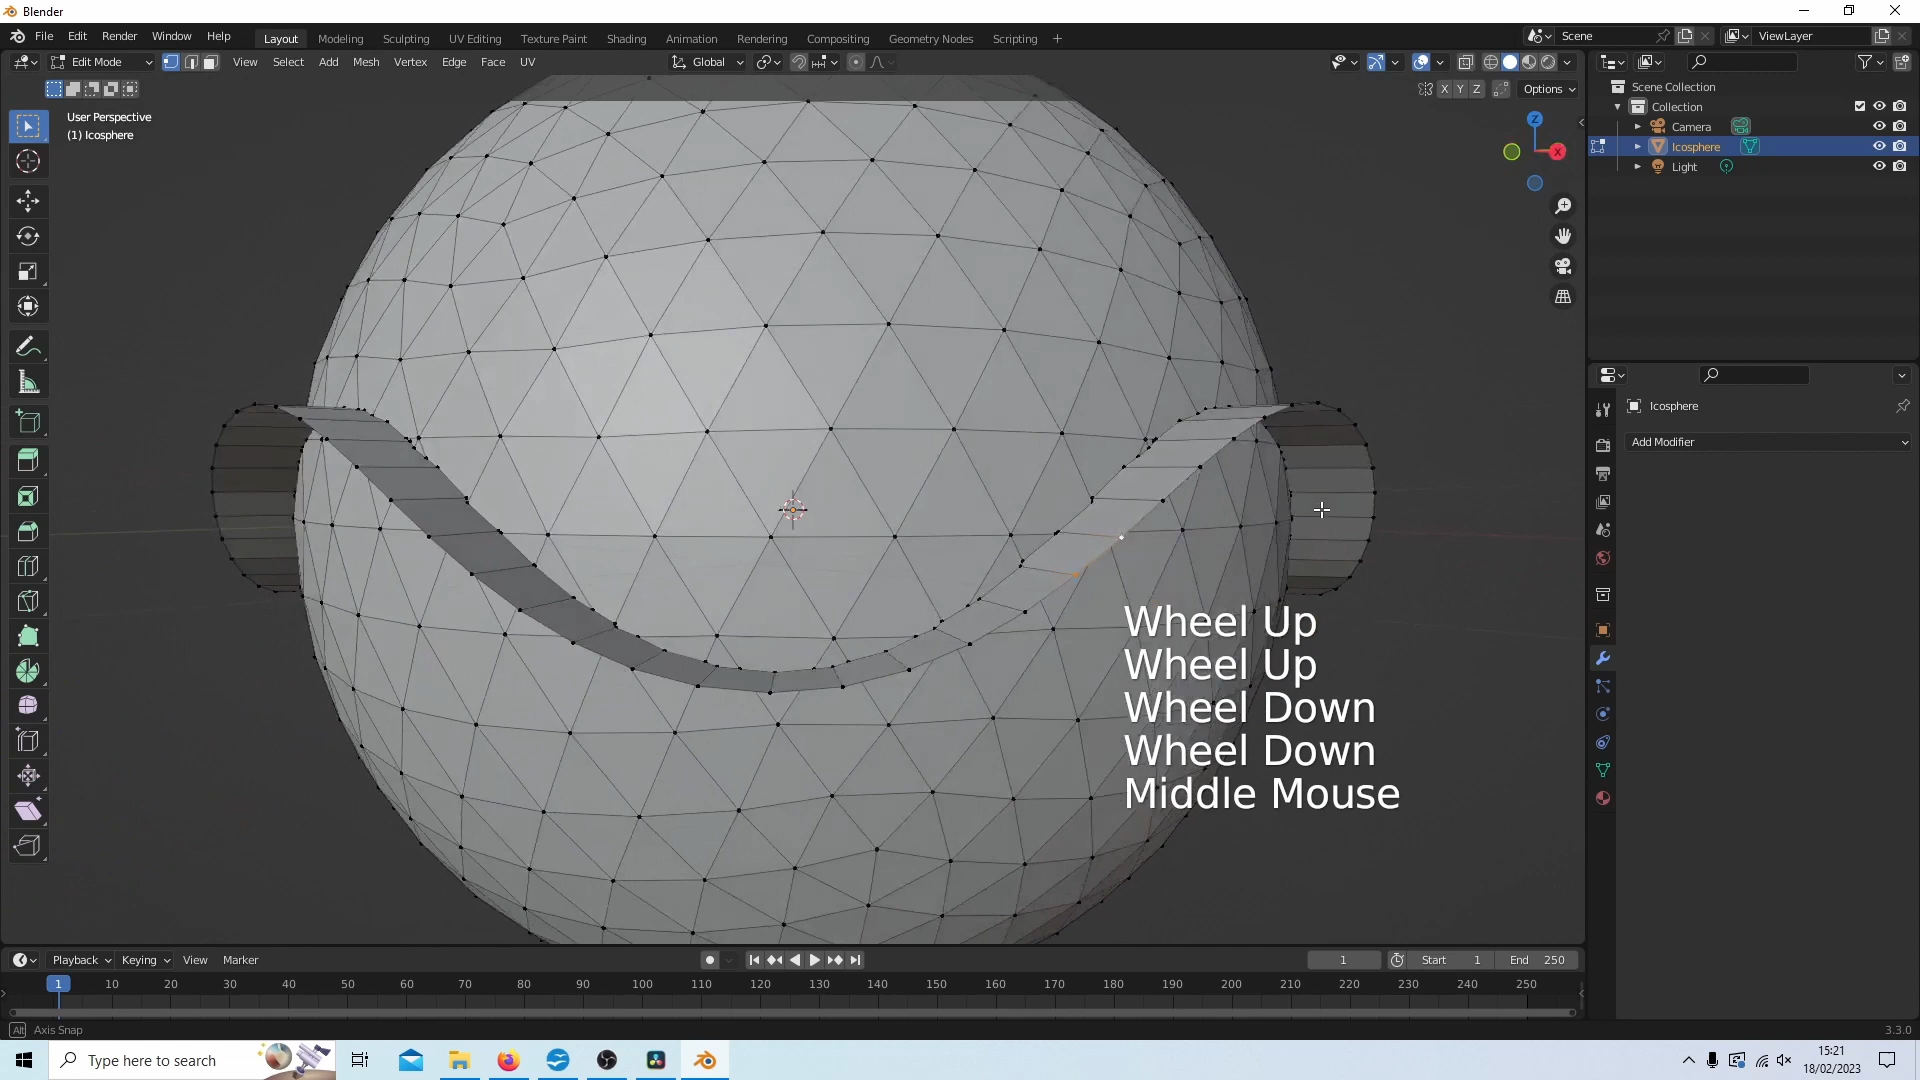 Blender
File Edit Render Window Help
Layout Modeling Sculpting UV Editing Texture Paint Shading Animation Rendering Compositing Geometry Nodes Scripting +
Scene
ViewLayer
Edit Mode View Select Add Mesh Vertex Edge Face UV
Global
X Y Z Options
User Perspective
(1) Icosphere
Z
X
Scene Collection
Collection
Camera
Icosphere
Light
Icosphere
Add Modifier
Wheel Up
Wheel Up
Wheel Down
Wheel Down
Middle Mouse
Playback Keying View Marker
1 Start 1 End 250
1 10 20 30 40 50 60 70 80 90 100 110 120 130 140 150 160 170 180 190 200 210 220 230 240 250
Alt Axis Snap
3.3.0
Type here to search
15:21
18/02/2023